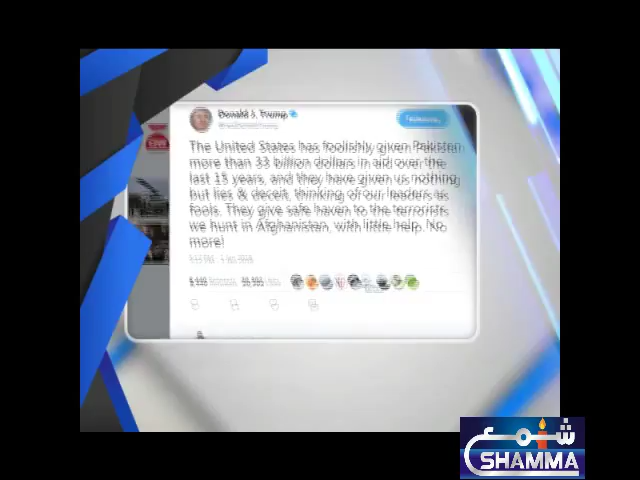 Donald J. Trump
The United States has foolishly given Pakistan
more than 33 billion dollars in aid over the
last 15 years, and they have given us nothing
but lies & deceit, thinking of our leaders as
fools. They give safe haven to the terrorists
we hunt in Afghanistan, with little help. No
more!
شمع
SHAMMA